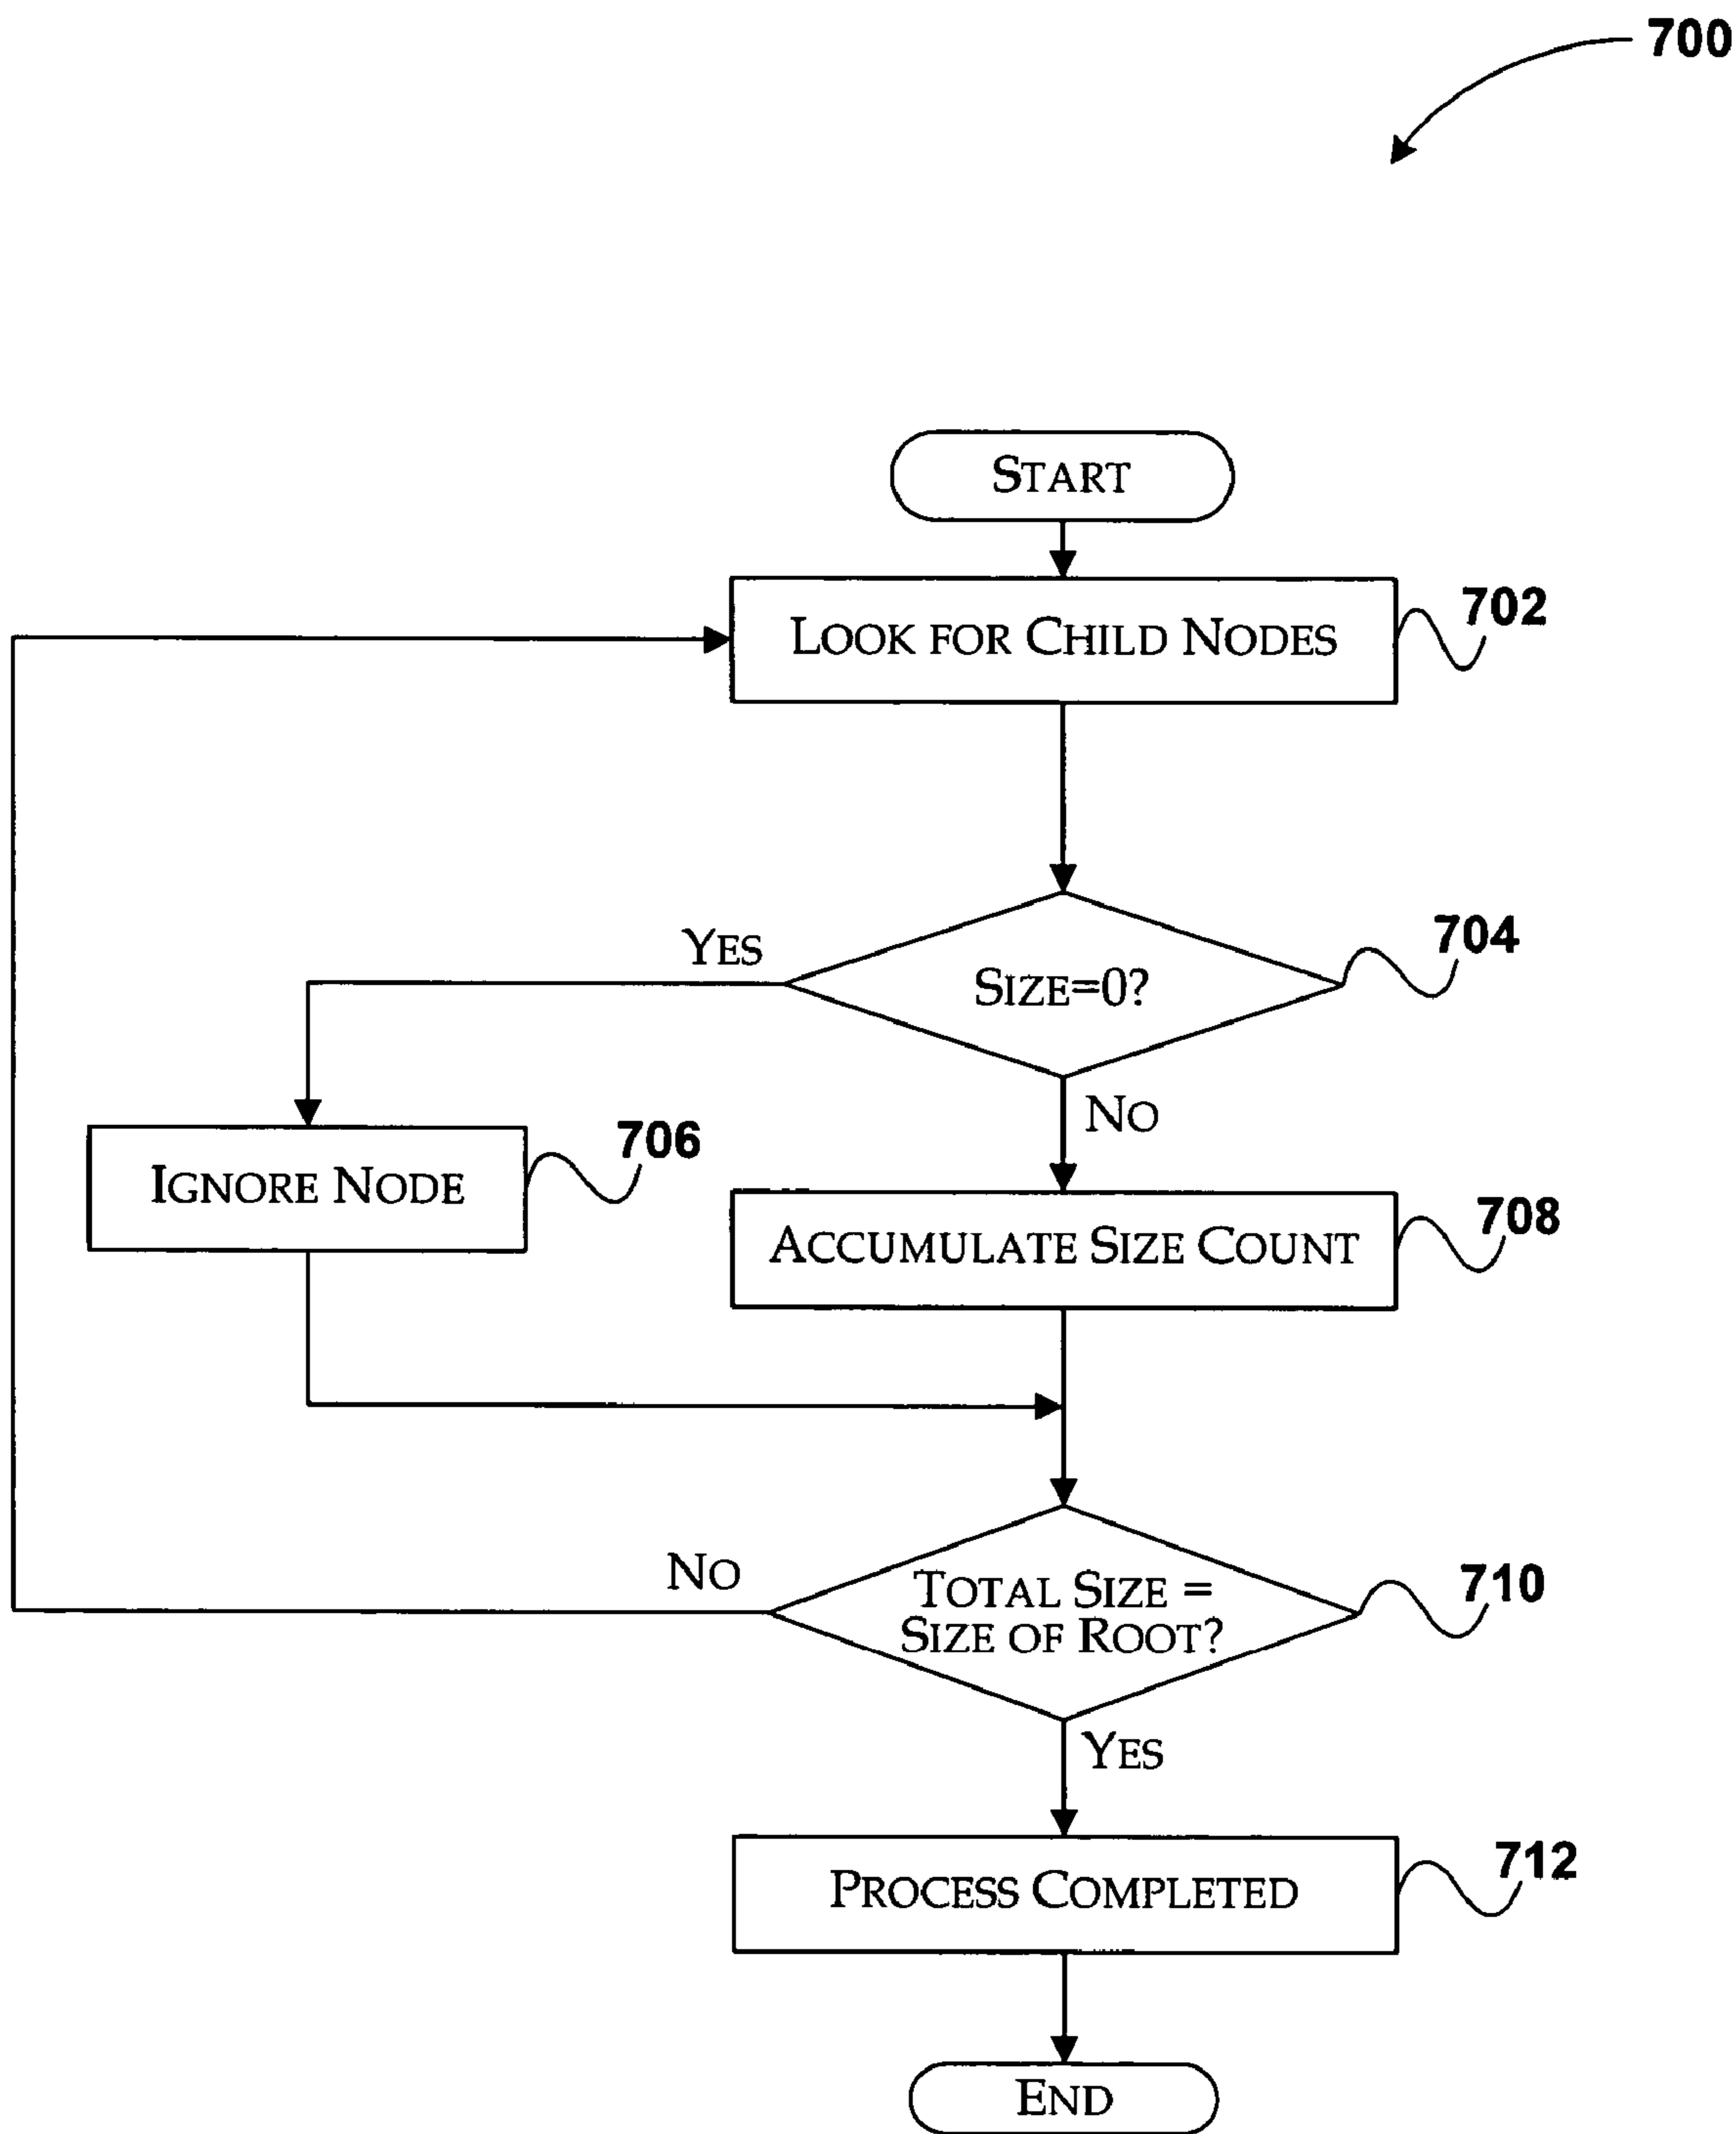 700
START
LOOK FOR CHILD NODES
702
YES
SIZE=0?
704
NO
IGNORE NODE
706
ACCUMULATE SIZE COUNT
708
NO
TOTAL SIZE =
SIZE OF ROOT?
710
YES
PROCESS COMPLETED
712
END